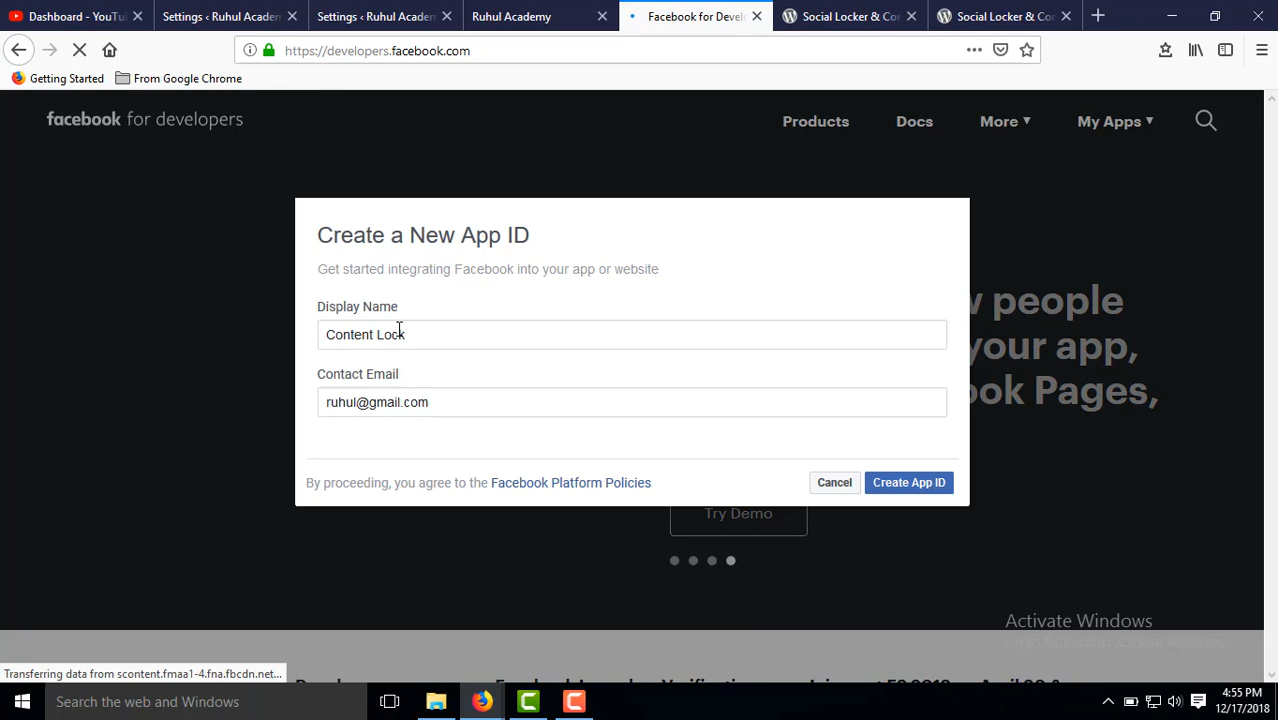 Dashboard - YouTu
Settings ‹ Ruhul Academ
Settings ‹ Ruhul Academ
Ruhul Academy
Facebook for Develo
Social Locker & Cor
Social Locker & Cor
https://developers.facebook.com
Getting Started
From Google Chrome
facebook for developers
Products
Docs
More
My Apps
Create a New App ID
Get started integrating Facebook into your app or website
Display Name
Content Lock
Contact Email
ruhul@gmail.com
By proceeding, you agree to the Facebook Platform Policies
Cancel
Create App ID
w people
your app,
ook Pages,
Try Demo
Activate Windows
Transferring data from scontent.fmaa1-4.fna.fbcdn.net...
Search the web and Windows
4:55 PM
12/17/2018